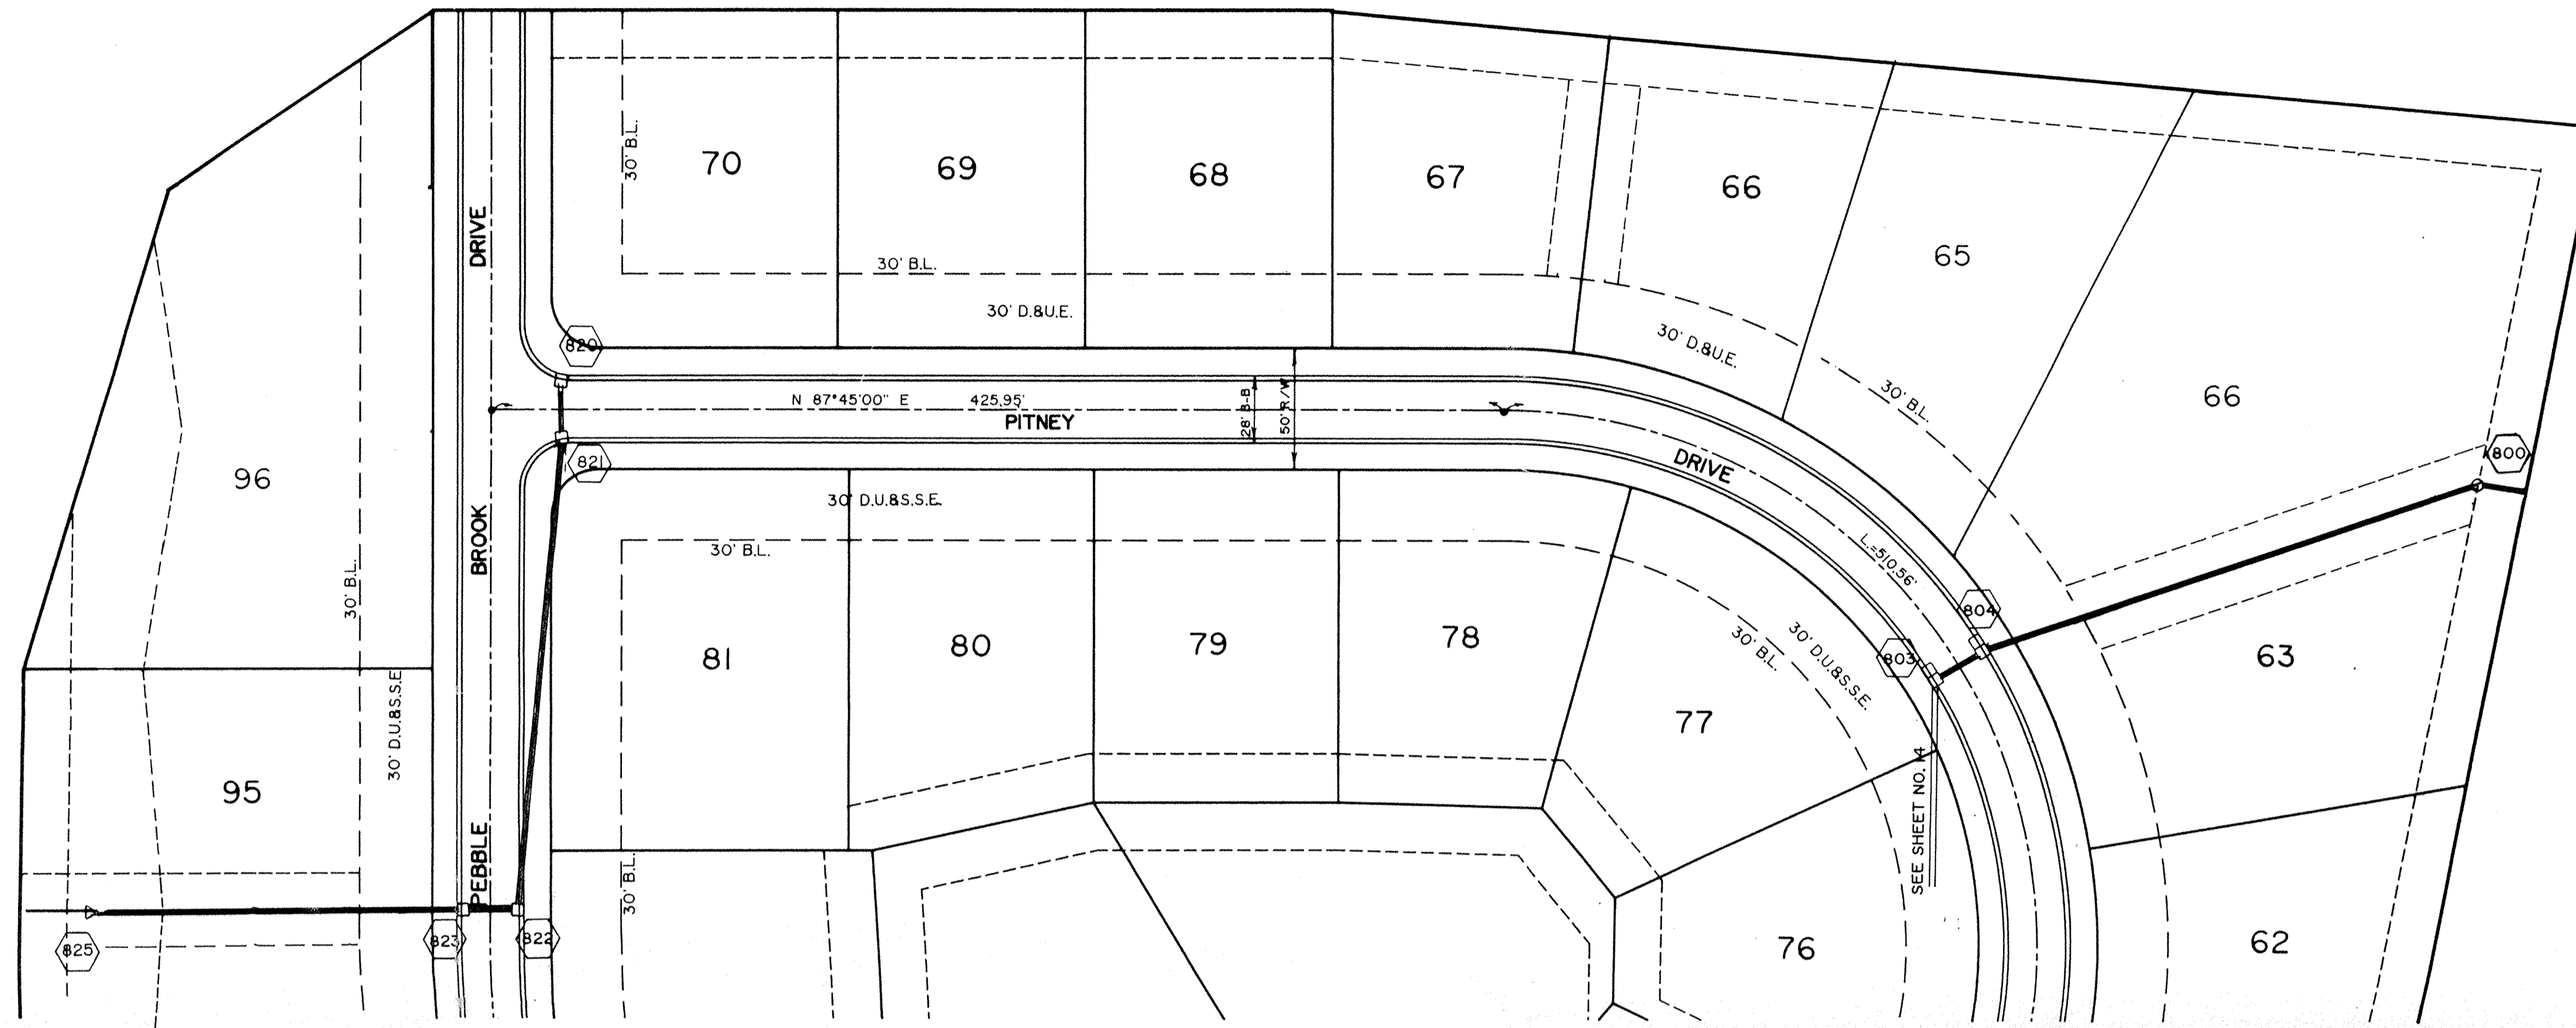 DRIVE
BROOK
PEBBLE
30' B.L.
70
69
68
67
66
65
66
30' B.L.
30' D.&U.E.
30' D.&U.E.
30' B.L.
820
N 87°45'00" E 425.95'
PITNEY
28' B-B
50' R/W
DRIVE
L.=510.56'
821
800
804
803
96
30' B.L.
30' D.U.&S.S.E.
30' B.L.
81
80
79
78
77
30' B.L.
30' D.U.&S.S.E.
63
95
30' D.U.&S.S.E.
30' B.L.
SEE SHEET NO. 14
76
62
825
823
822